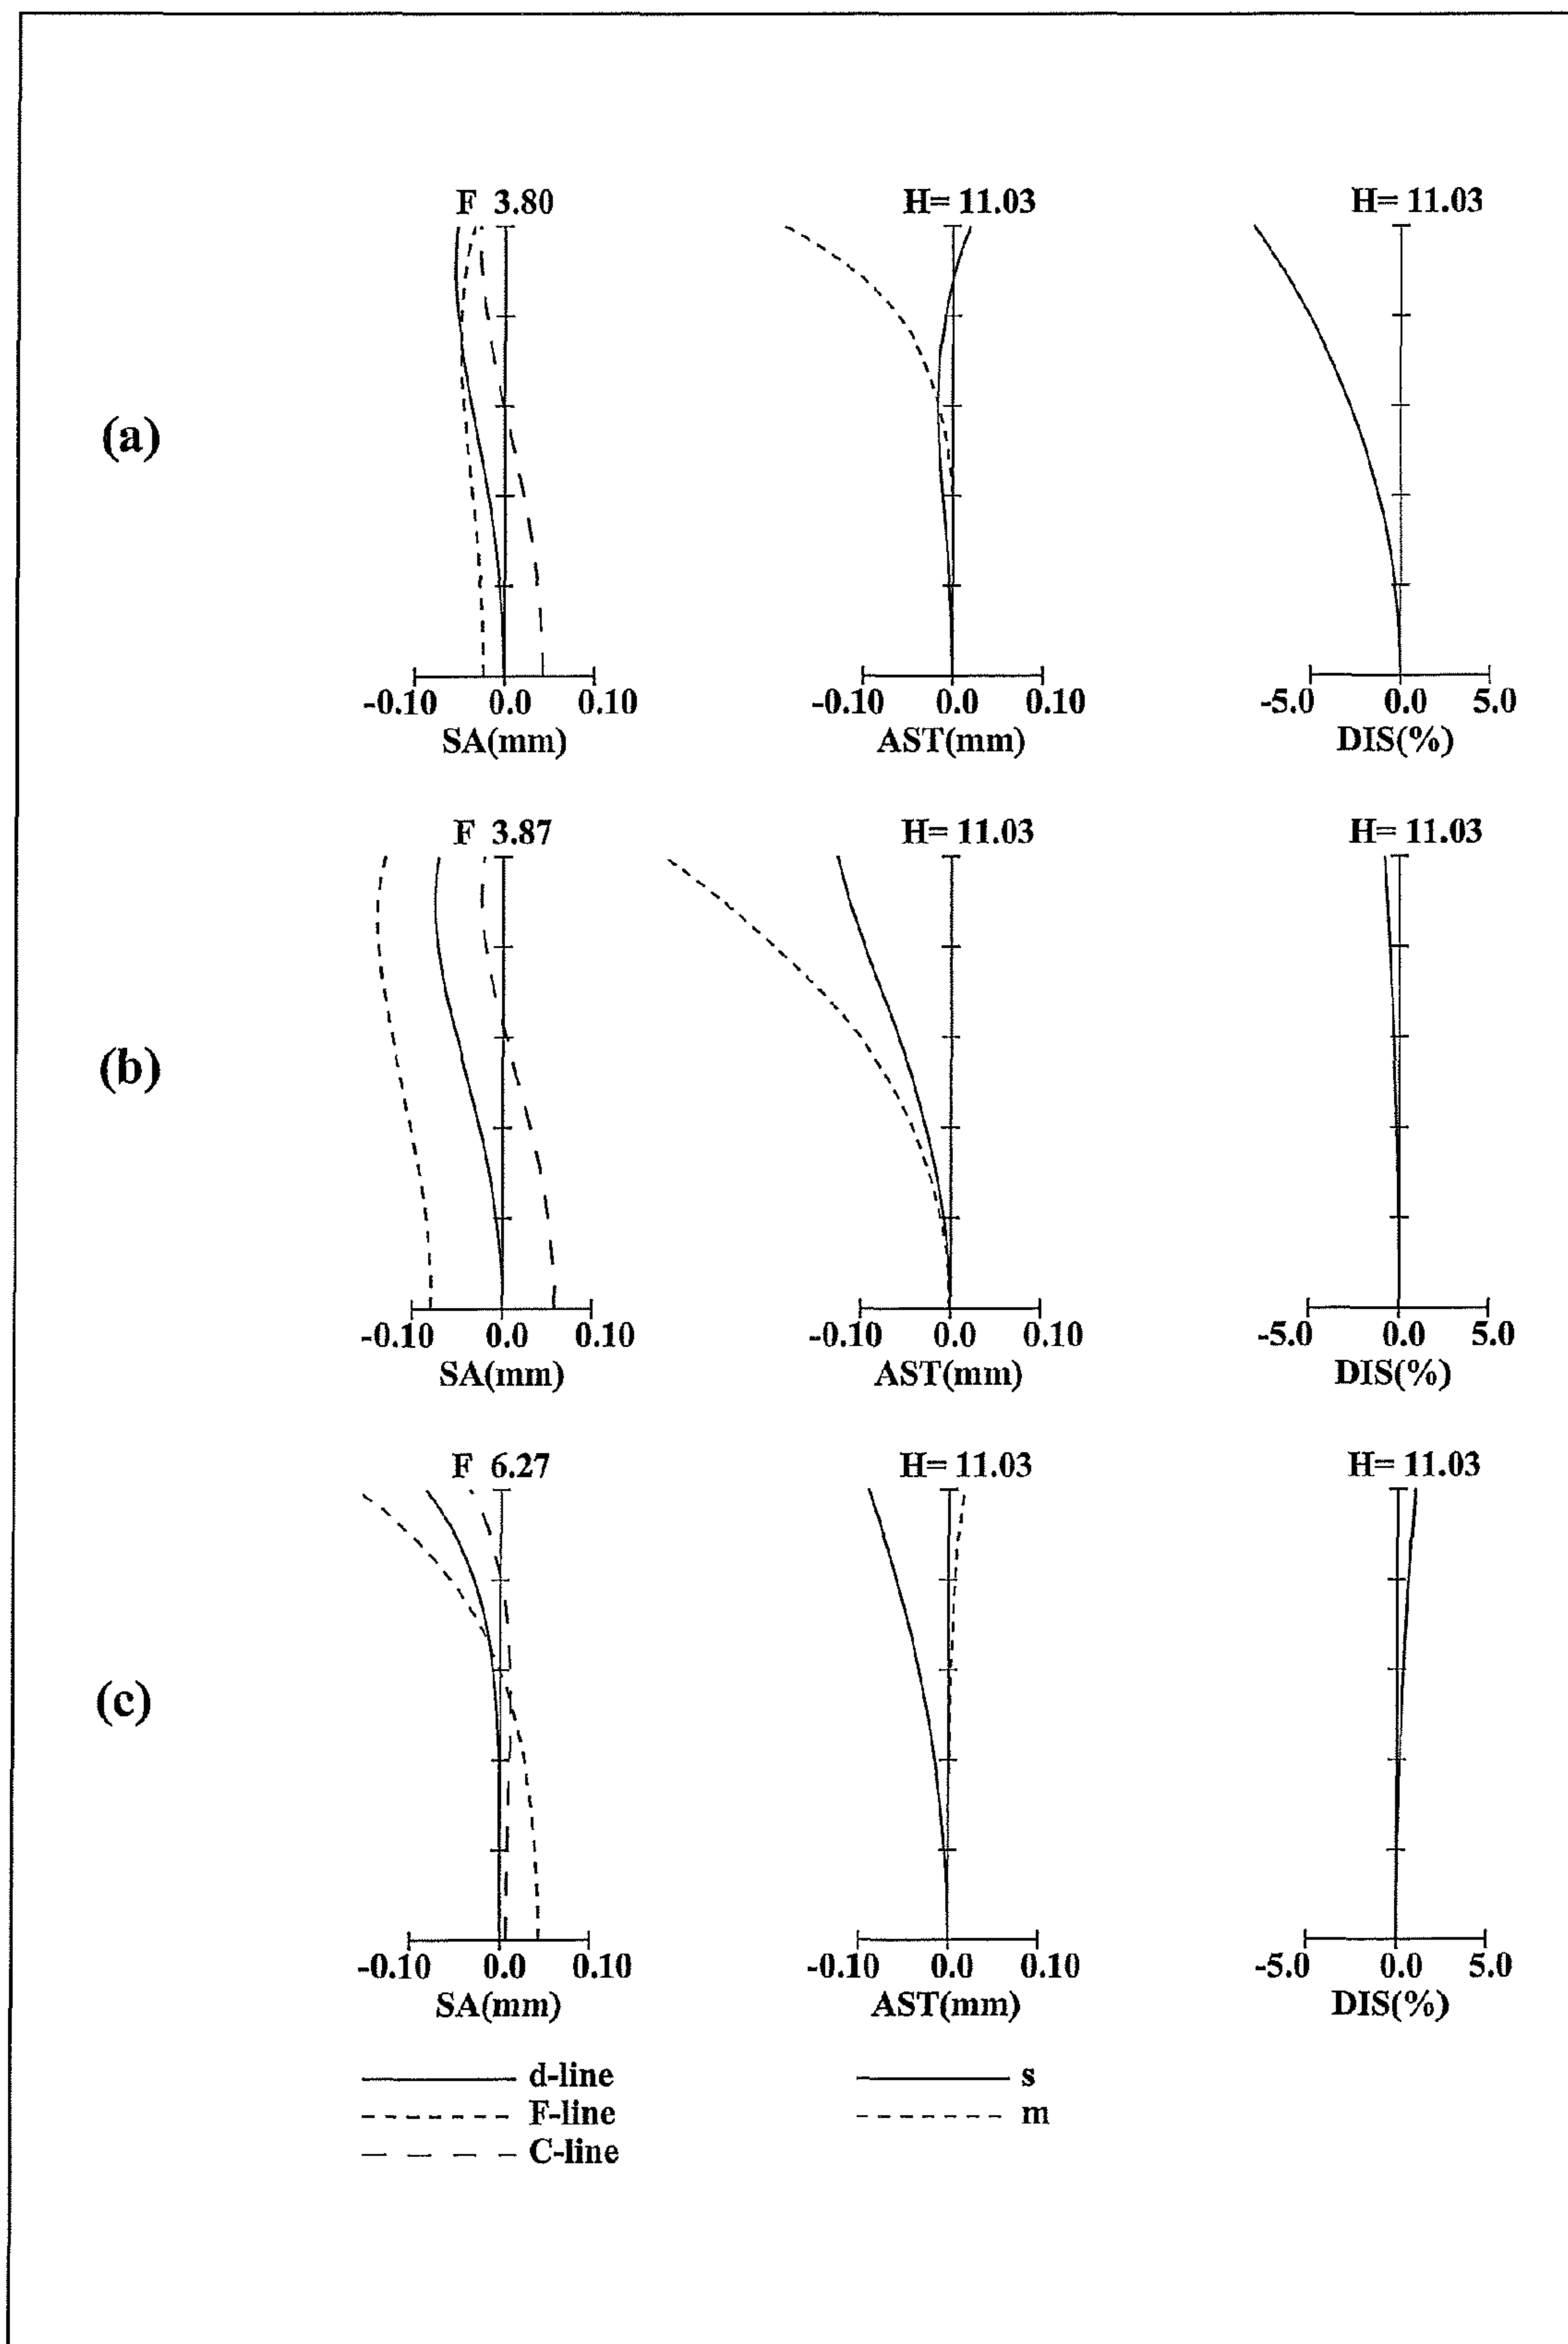 F 3.80 H= 11.03 H= 11.03
(a)
-0.10 0.0 0.10 -0.10 0.0 0.10 -5.0 0.0 5.0
SA(mm) AST(mm) DIS(%)
F 3.87 H= 11.03 H= 11.03
(b)
-0.10 0.0 0.10 -0.10 0.0 0.10 -5.0 0.0 5.0
SA(mm) AST(mm) DIS(%)
F 6.27 H= 11.03 H= 11.03
(c)
-0.10 0.0 0.10 -0.10 0.0 0.10 -5.0 0.0 5.0
SA(mm) AST(mm) DIS(%)
d-line s
F-line m
C-line